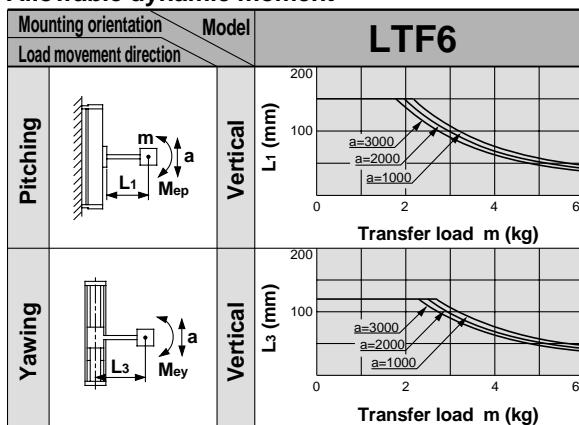 Allowable dynamic moment
Mounting orientation Model
Load movement direction
LTF6
Pitching
m
a
L1
Mep
Vertical
L1 (mm)
200
100
a=3000
a=2000
a=1000
0 2 4 6
Transfer load m (kg)
Yawing
a
L3
Mey
Vertical
L3 (mm)
200
100
a=3000
a=2000
a=1000
0 2 4 6
Transfer load m (kg)